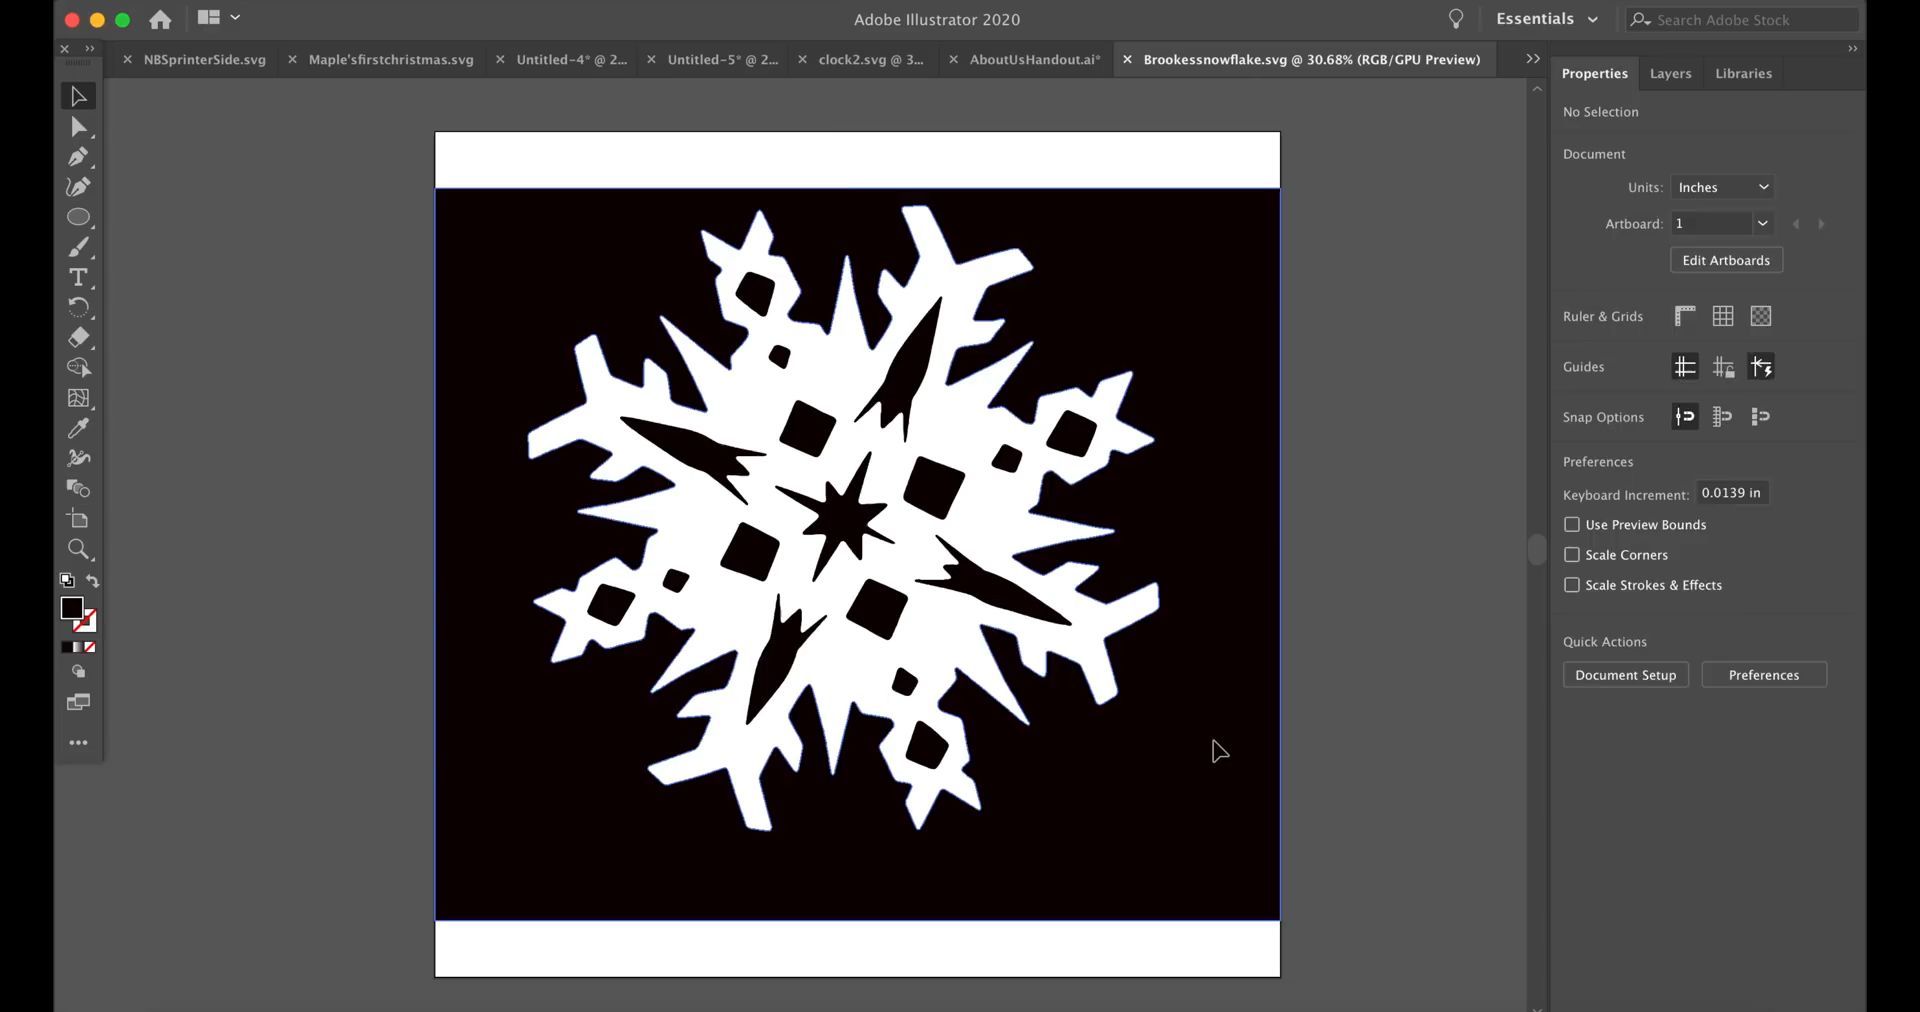 Adobe Illustrator 2020
Essentials
Search Adobe Stock
NBSprinterSide.svg
Maple'sfirstchristmas.svg
Untitled-4* @ 2...
Untitled-5* @ 2...
clock2.svg @ 3...
AboutUsHandout.ai*
Brookessnowflake.svg @ 30.68% (RGB/GPU Preview)
Properties
Layers
Libraries
No Selection
Document
Units: Inches
Artboard: 1
Edit Artboards
Ruler & Grids
Guides
Snap Options
Preferences
Keyboard Increment: 0.0139 in
Use Preview Bounds
Scale Corners
Scale Strokes & Effects
Quick Actions
Document Setup
Preferences